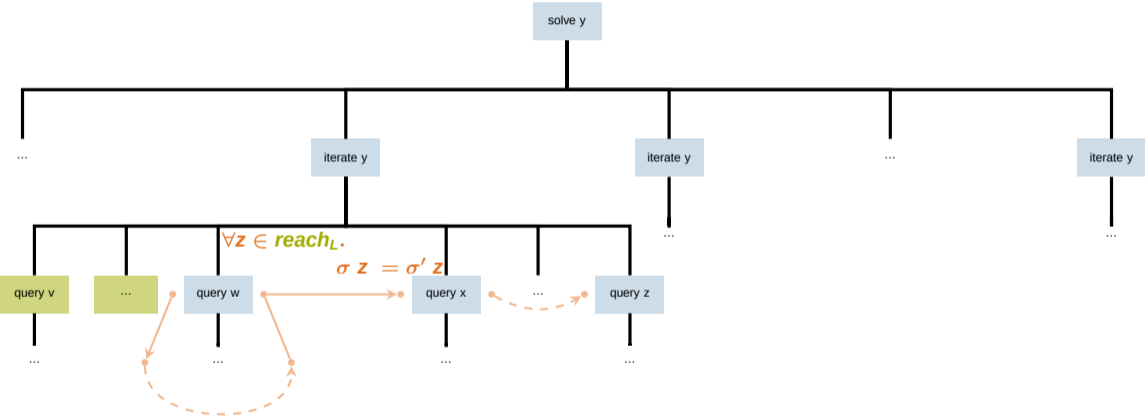 solve y
... iterate y iterate y ... iterate y
∀z ∈ reach_L.
... ...
σ z = σ′ z
query v ... query w query x ... query z
... ... ... ...